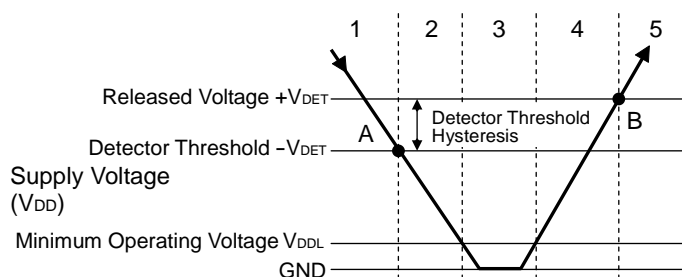 1 2 3 4 5
Released Voltage +VDET
A
Detector Threshold
Hysteresis
B
Detector Threshold −VDET
Supply Voltage
(VDD)
Minimum Operating Voltage VDDL
GND